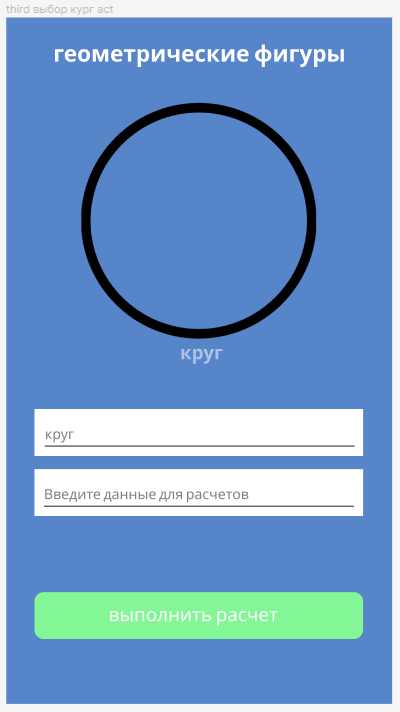 third выбор кург act
геометрические фигуры
круг
круг
Введите данные для расчетов
выполнить расчет